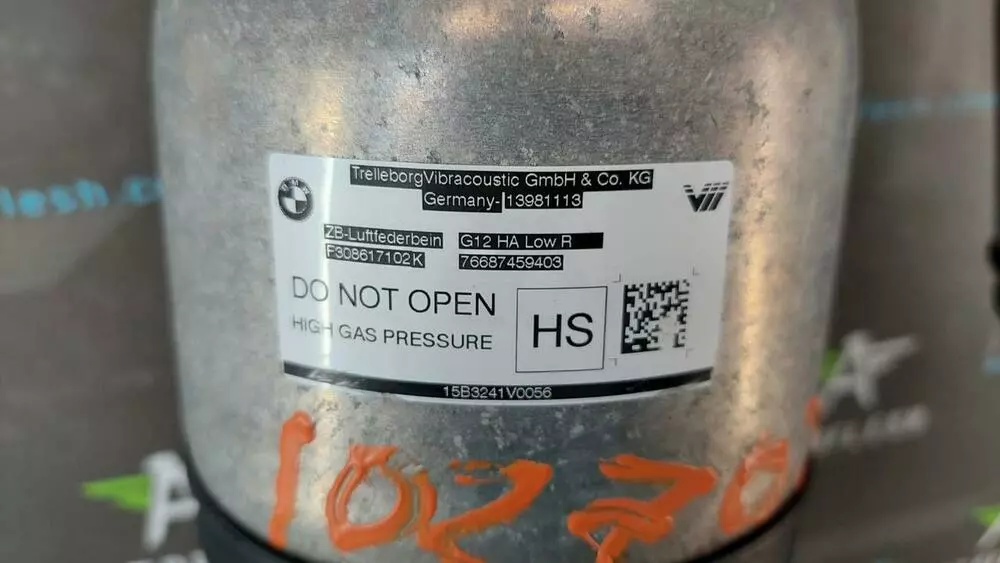 TrelleborgVibracoustic GmbH & Co. KG
Germany- 13981113
ZB-Luftfederbein G12 HA Low R
F308617102K 76687459403
DO NOT OPEN
HIGH GAS PRESSURE
HS
15B3241V0056
10270